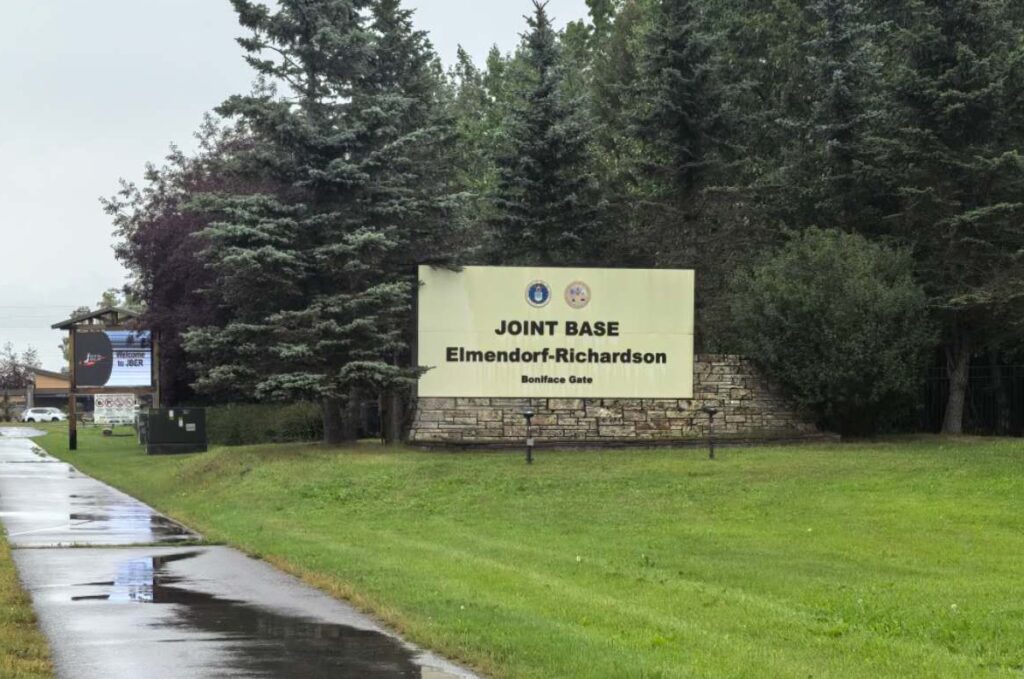 JOINT BASE
Elmendorf-Richardson
Boniface Gate
Welcome
to JBER